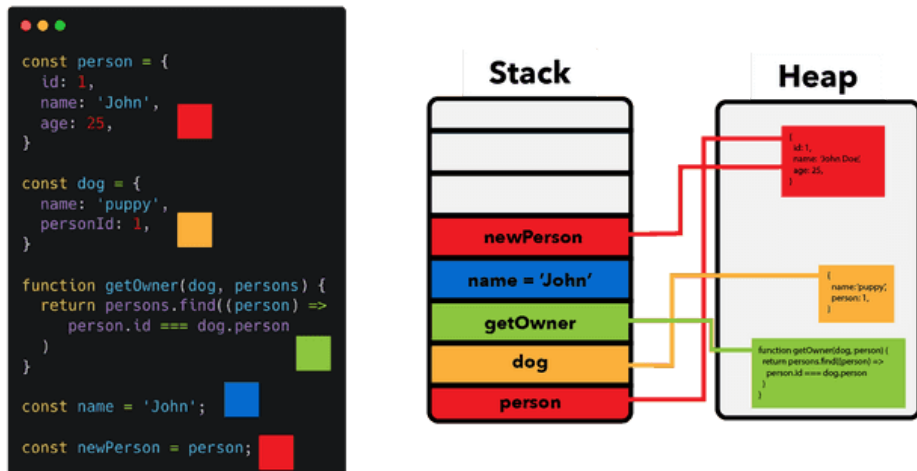 const person = {
id: 1,
name: 'John',
age: 25,
}
const dog = {
name: 'puppy',
personId: 1,
}
function getOwner(dog, persons) {
return persons.find((person) =>
person.id === dog.person
)
}
const name = 'John';
const newPerson = person;
Stack
newPerson
name = ‘John’
getOwner
dog
person
Heap
{
id: 1,
name: 'John Doe',
age: 25,
}
{
name:'puppy',
person: 1,
}
function getOwner(dog, person) {
return persons.find((person) =>
person.id === dog.person
)
}